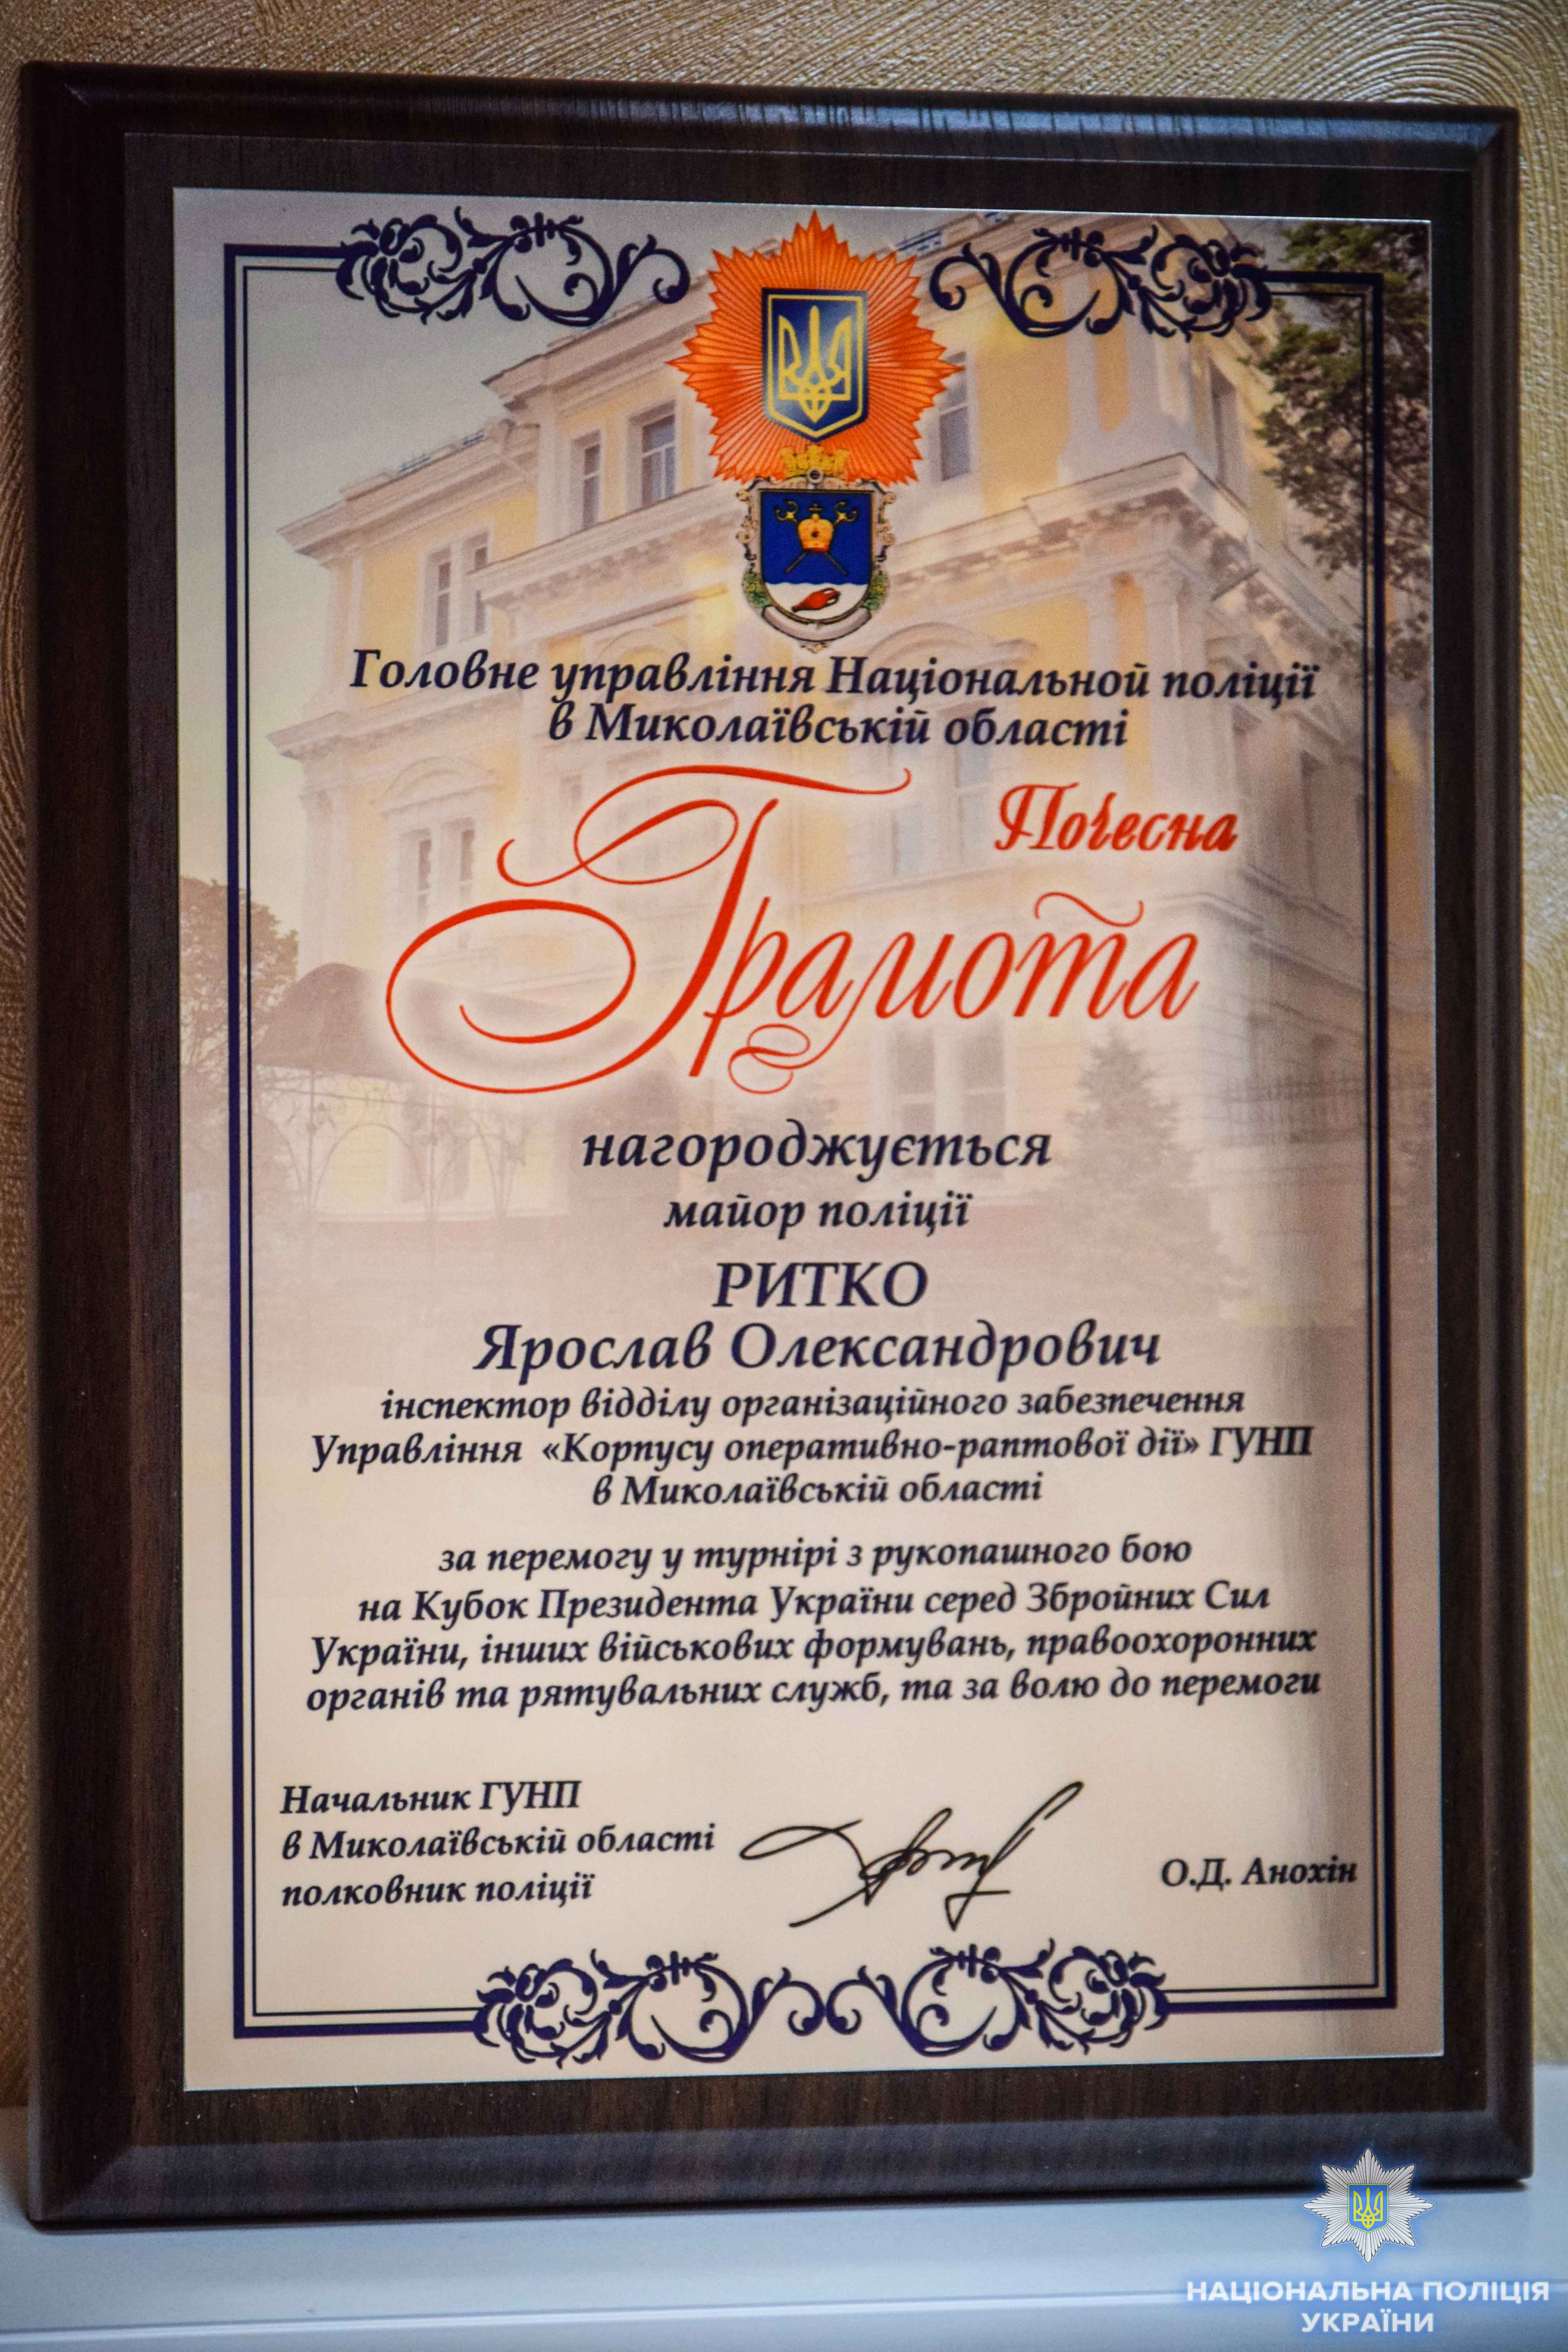 Головне управління Національной поліції
в Миколаївській області
Почесна
Грамота
нагороджується
майор поліції
РИТКО
Ярослав Олександрович
інспектор відділу організаційного забезпечення
Управління «Корпусу оперативно-раптової дії» ГУНП
в Миколаївській області
за перемогу у турнірі з рукопашного бою
на Кубок Президента України серед Збройних Сил
України, інших військових формувань, правоохоронних
органів та рятувальних служб, та за волю до перемоги
Начальник ГУНП
в Миколаївській області
полковник поліції
О.Д. Анохін
НАЦІОНАЛЬНА ПОЛІЦІЯ
УКРАЇНИ